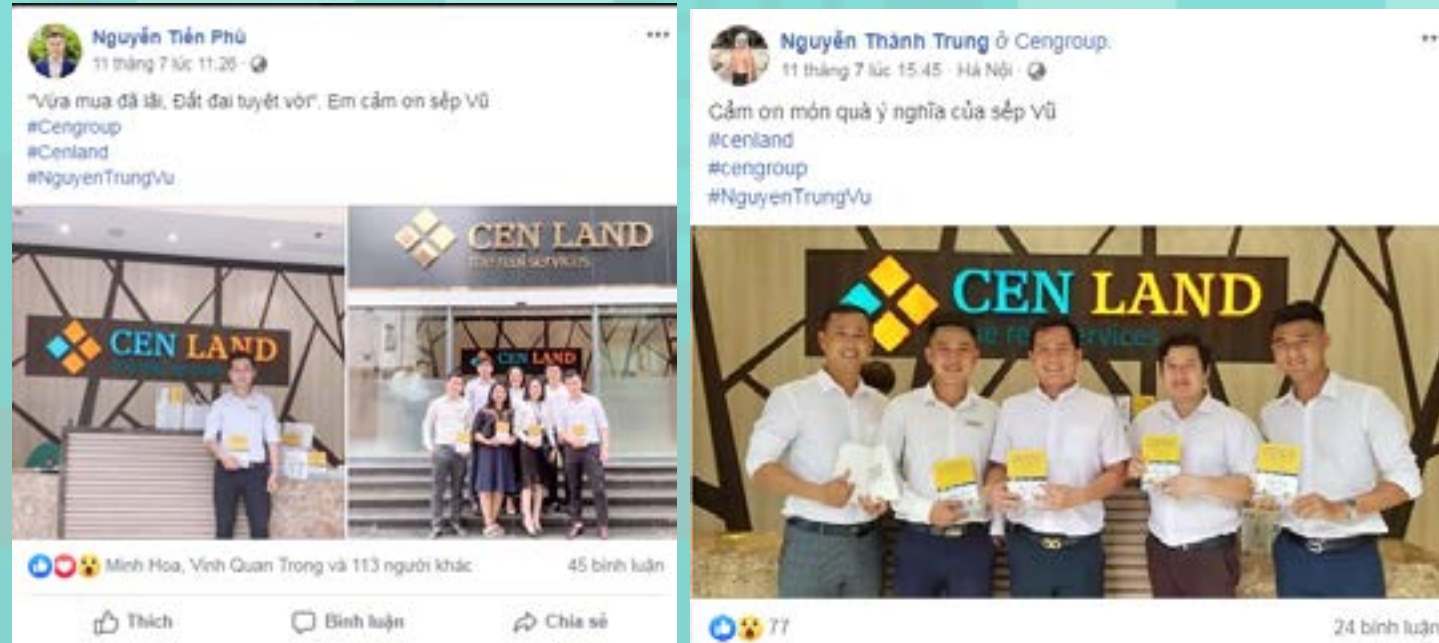 Nguyễn Tiến Phú
11 tháng 7 lúc 11:26
"Vừa mua đã lãi, Đất đai tuyệt vời". Em cảm ơn sếp Vũ
#Cengroup
#Cenland
#NguyenTrungVu
CEN LAND
the real services
CEN LAND
CEN LAND
Minh Hoa, Vinh Quan Trong và 113 người khác
45 bình luận
Thích
Bình luận
Chia sẻ
Nguyễn Thành Trung ở Cengroup.
11 tháng 7 lúc 15:45 · Hà Nội
Cảm ơn món quà ý nghĩa của sếp Vũ
#cenland
#cengroup
#NguyenTrungVu
CEN LAND
services
77
24 bình luận